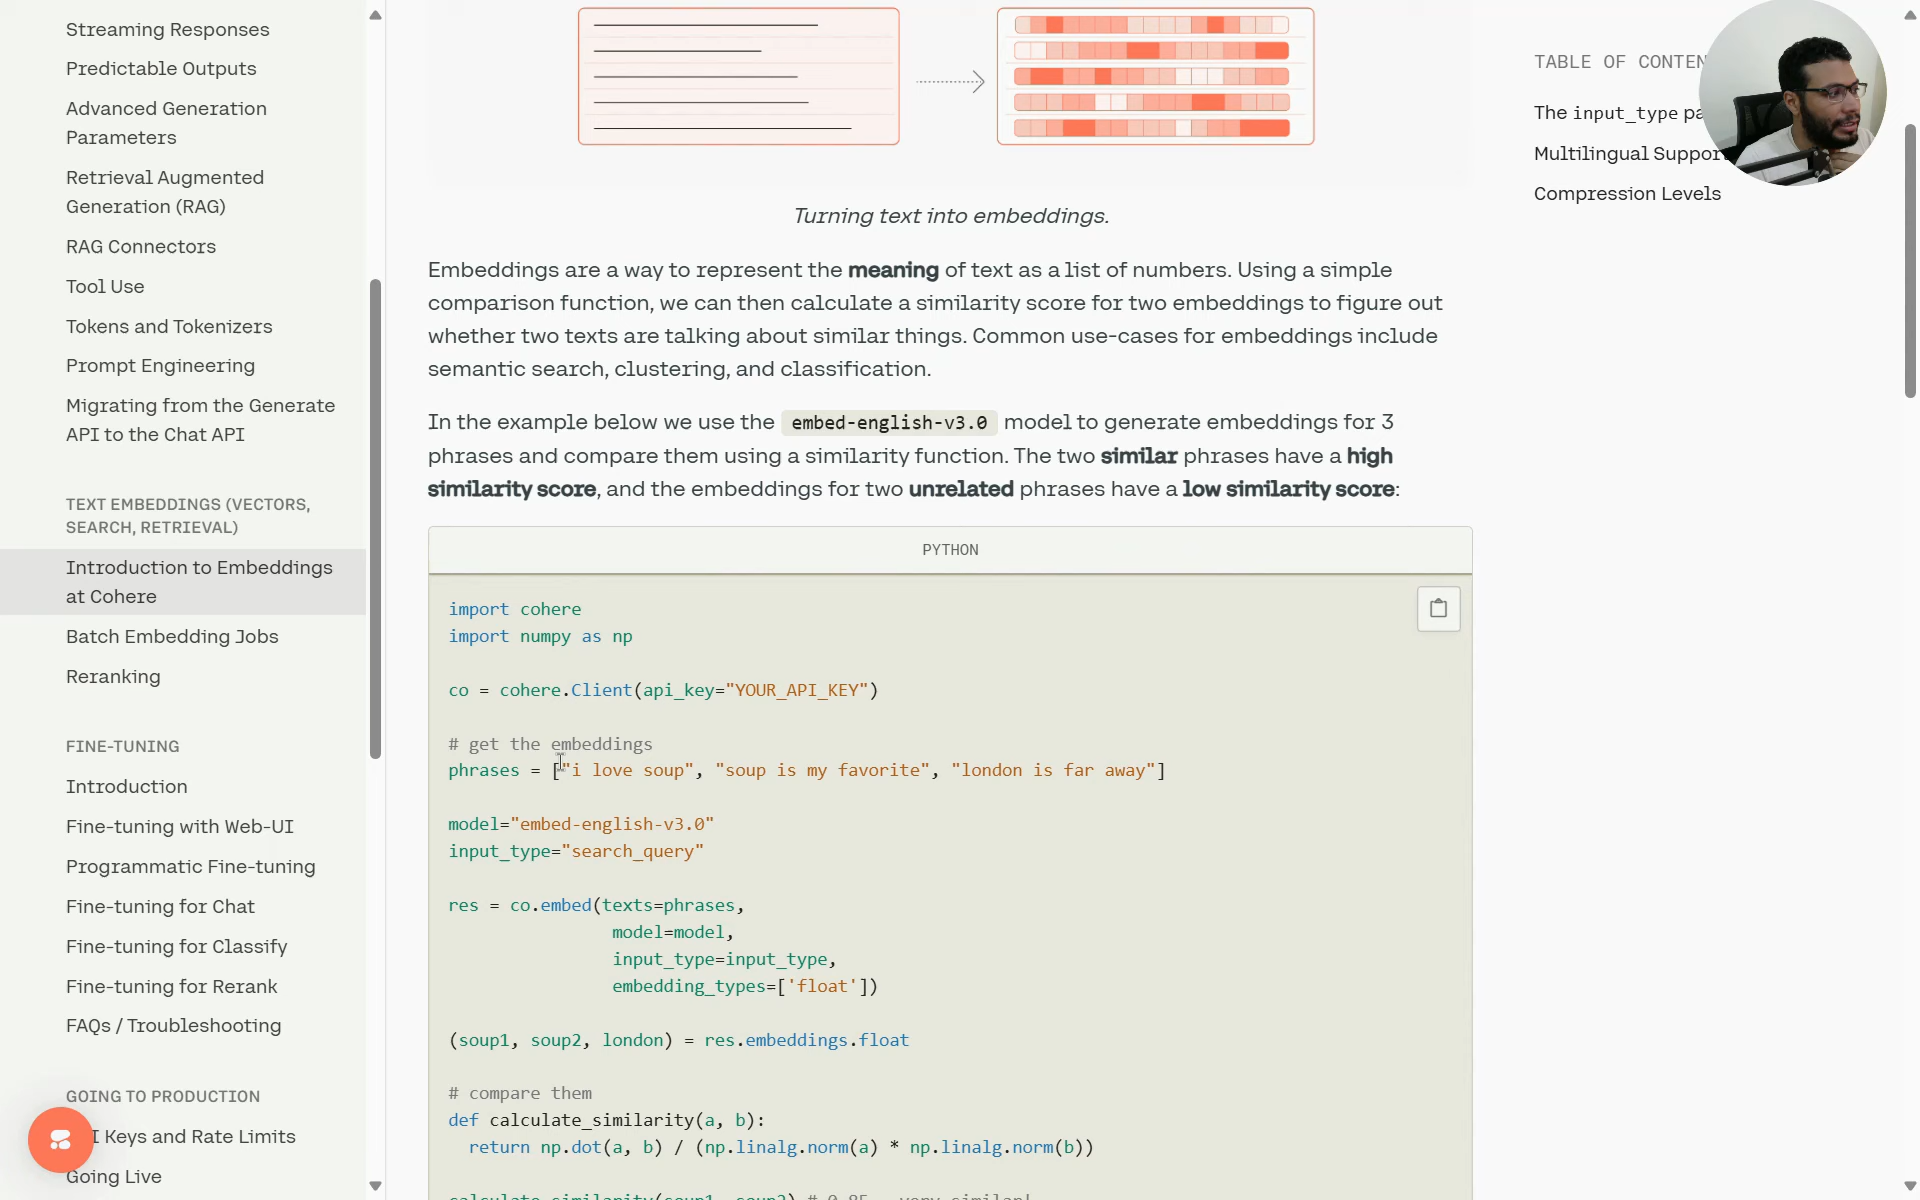 Streaming Responses
Predictable Outputs
Advanced Generation
Parameters
Retrieval Augmented
Generation (RAG)
RAG Connectors
Tool Use
Tokens and Tokenizers
Prompt Engineering
Migrating from the Generate
API to the Chat API
TEXT EMBEDDINGS (VECTORS,
SEARCH, RETRIEVAL)
Introduction to Embeddings
at Cohere
Batch Embedding Jobs
Reranking
FINE-TUNING
Introduction
Fine-tuning with Web-UI
Programmatic Fine-tuning
Fine-tuning for Chat
Fine-tuning for Classify
Fine-tuning for Rerank
FAQs / Troubleshooting
GOING TO PRODUCTION
I Keys and Rate Limits
Going Live
Turning text into embeddings.
Embeddings are a way to represent the meaning of text as a list of numbers. Using a simple
comparison function, we can then calculate a similarity score for two embeddings to figure out
whether two texts are talking about similar things. Common use-cases for embeddings include
semantic search, clustering, and classification.
In the example below we use the embed-english-v3.0 model to generate embeddings for 3
phrases and compare them using a similarity function. The two similar phrases have a high
similarity score, and the embeddings for two unrelated phrases have a low similarity score:
PYTHON
import cohere
import numpy as np
co = cohere.Client(api_key="YOUR_API_KEY")
# get the embeddings
phrases = ["i love soup", "soup is my favorite", "london is far away"]
model="embed-english-v3.0"
input_type="search_query"
res = co.embed(texts=phrases,
model=model,
input_type=input_type,
embedding_types=['float'])
(soup1, soup2, london) = res.embeddings.float
# compare them
def calculate_similarity(a, b):
return np.dot(a, b) / (np.linalg.norm(a) * np.linalg.norm(b))
calculate_similarity(soup1, soup2) # 0.85 - very similar!
TABLE OF CONTEN
The input_type pa
Multilingual Suppor
Compression Levels